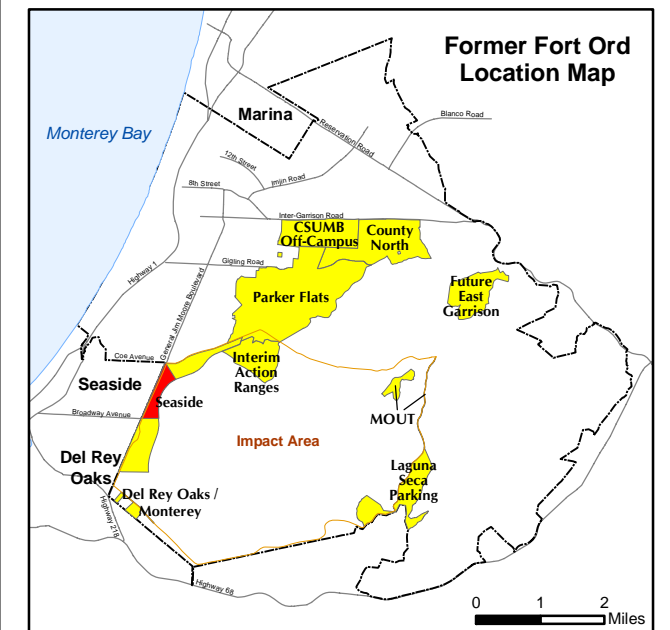 Former Fort Ord
Location Map
Marina
Monterey Bay
Blanco Road
Reservation Road
12th Street
Imjin Road
8th Street
Inter-Garrison Road
CSUMB
Off-Campus
County
North
Gigling Road
Highway 1
General Jim Moore Boulevard
Parker Flats
Future
East
Garrison
Coe Avenue
Interim
Action
Ranges
Seaside
Seaside
Broadway Avenue
MOUT
Impact Area
Del Rey
Oaks
Laguna
Seca
Parking
Del Rey Oaks /
Monterey
Highway 218
Highway 68
0 1 2
Miles